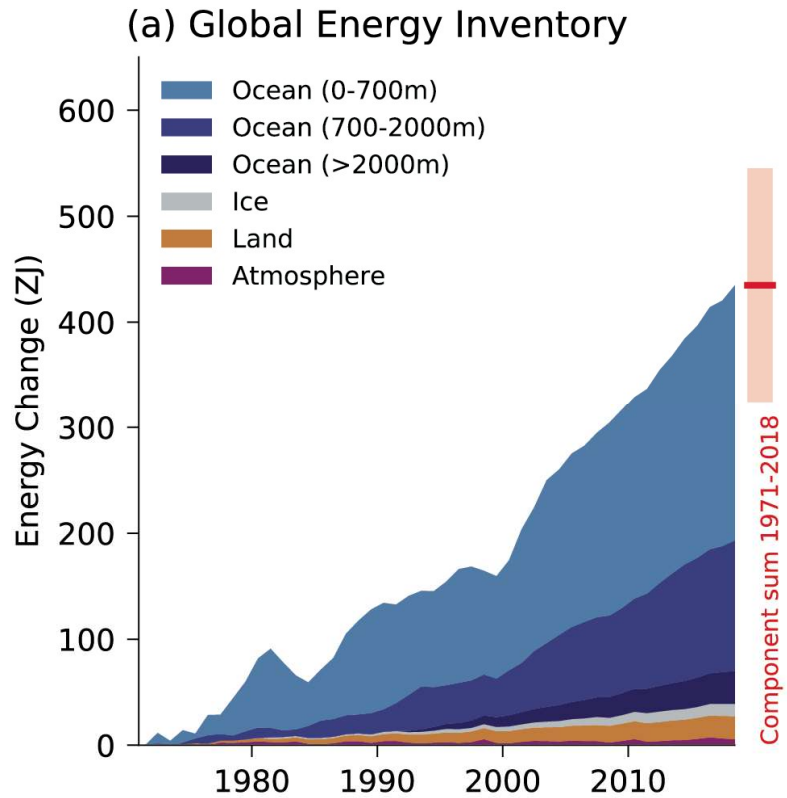 (a) Global Energy Inventory
Ocean (0-700m)
Ocean (700-2000m)
Ocean (>2000m)
Ice
Land
Atmosphere
Energy Change (ZJ)
600
500
400
300
200
100
0
1980
1990
2000
2010
Component sum 1971-2018